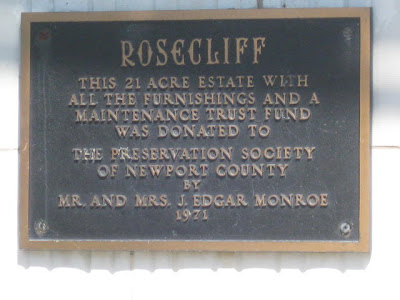 ROSECLIFF
THIS 21 ACRE ESTATE WITH
ALL THE FURNISHINGS AND A
MAINTENANCE TRUST FUND
WAS DONATED TO
THE PRESERVATION SOCIETY
OF NEWPORT COUNTY
BY
MR. AND MRS. J. EDGAR MONROE
1971